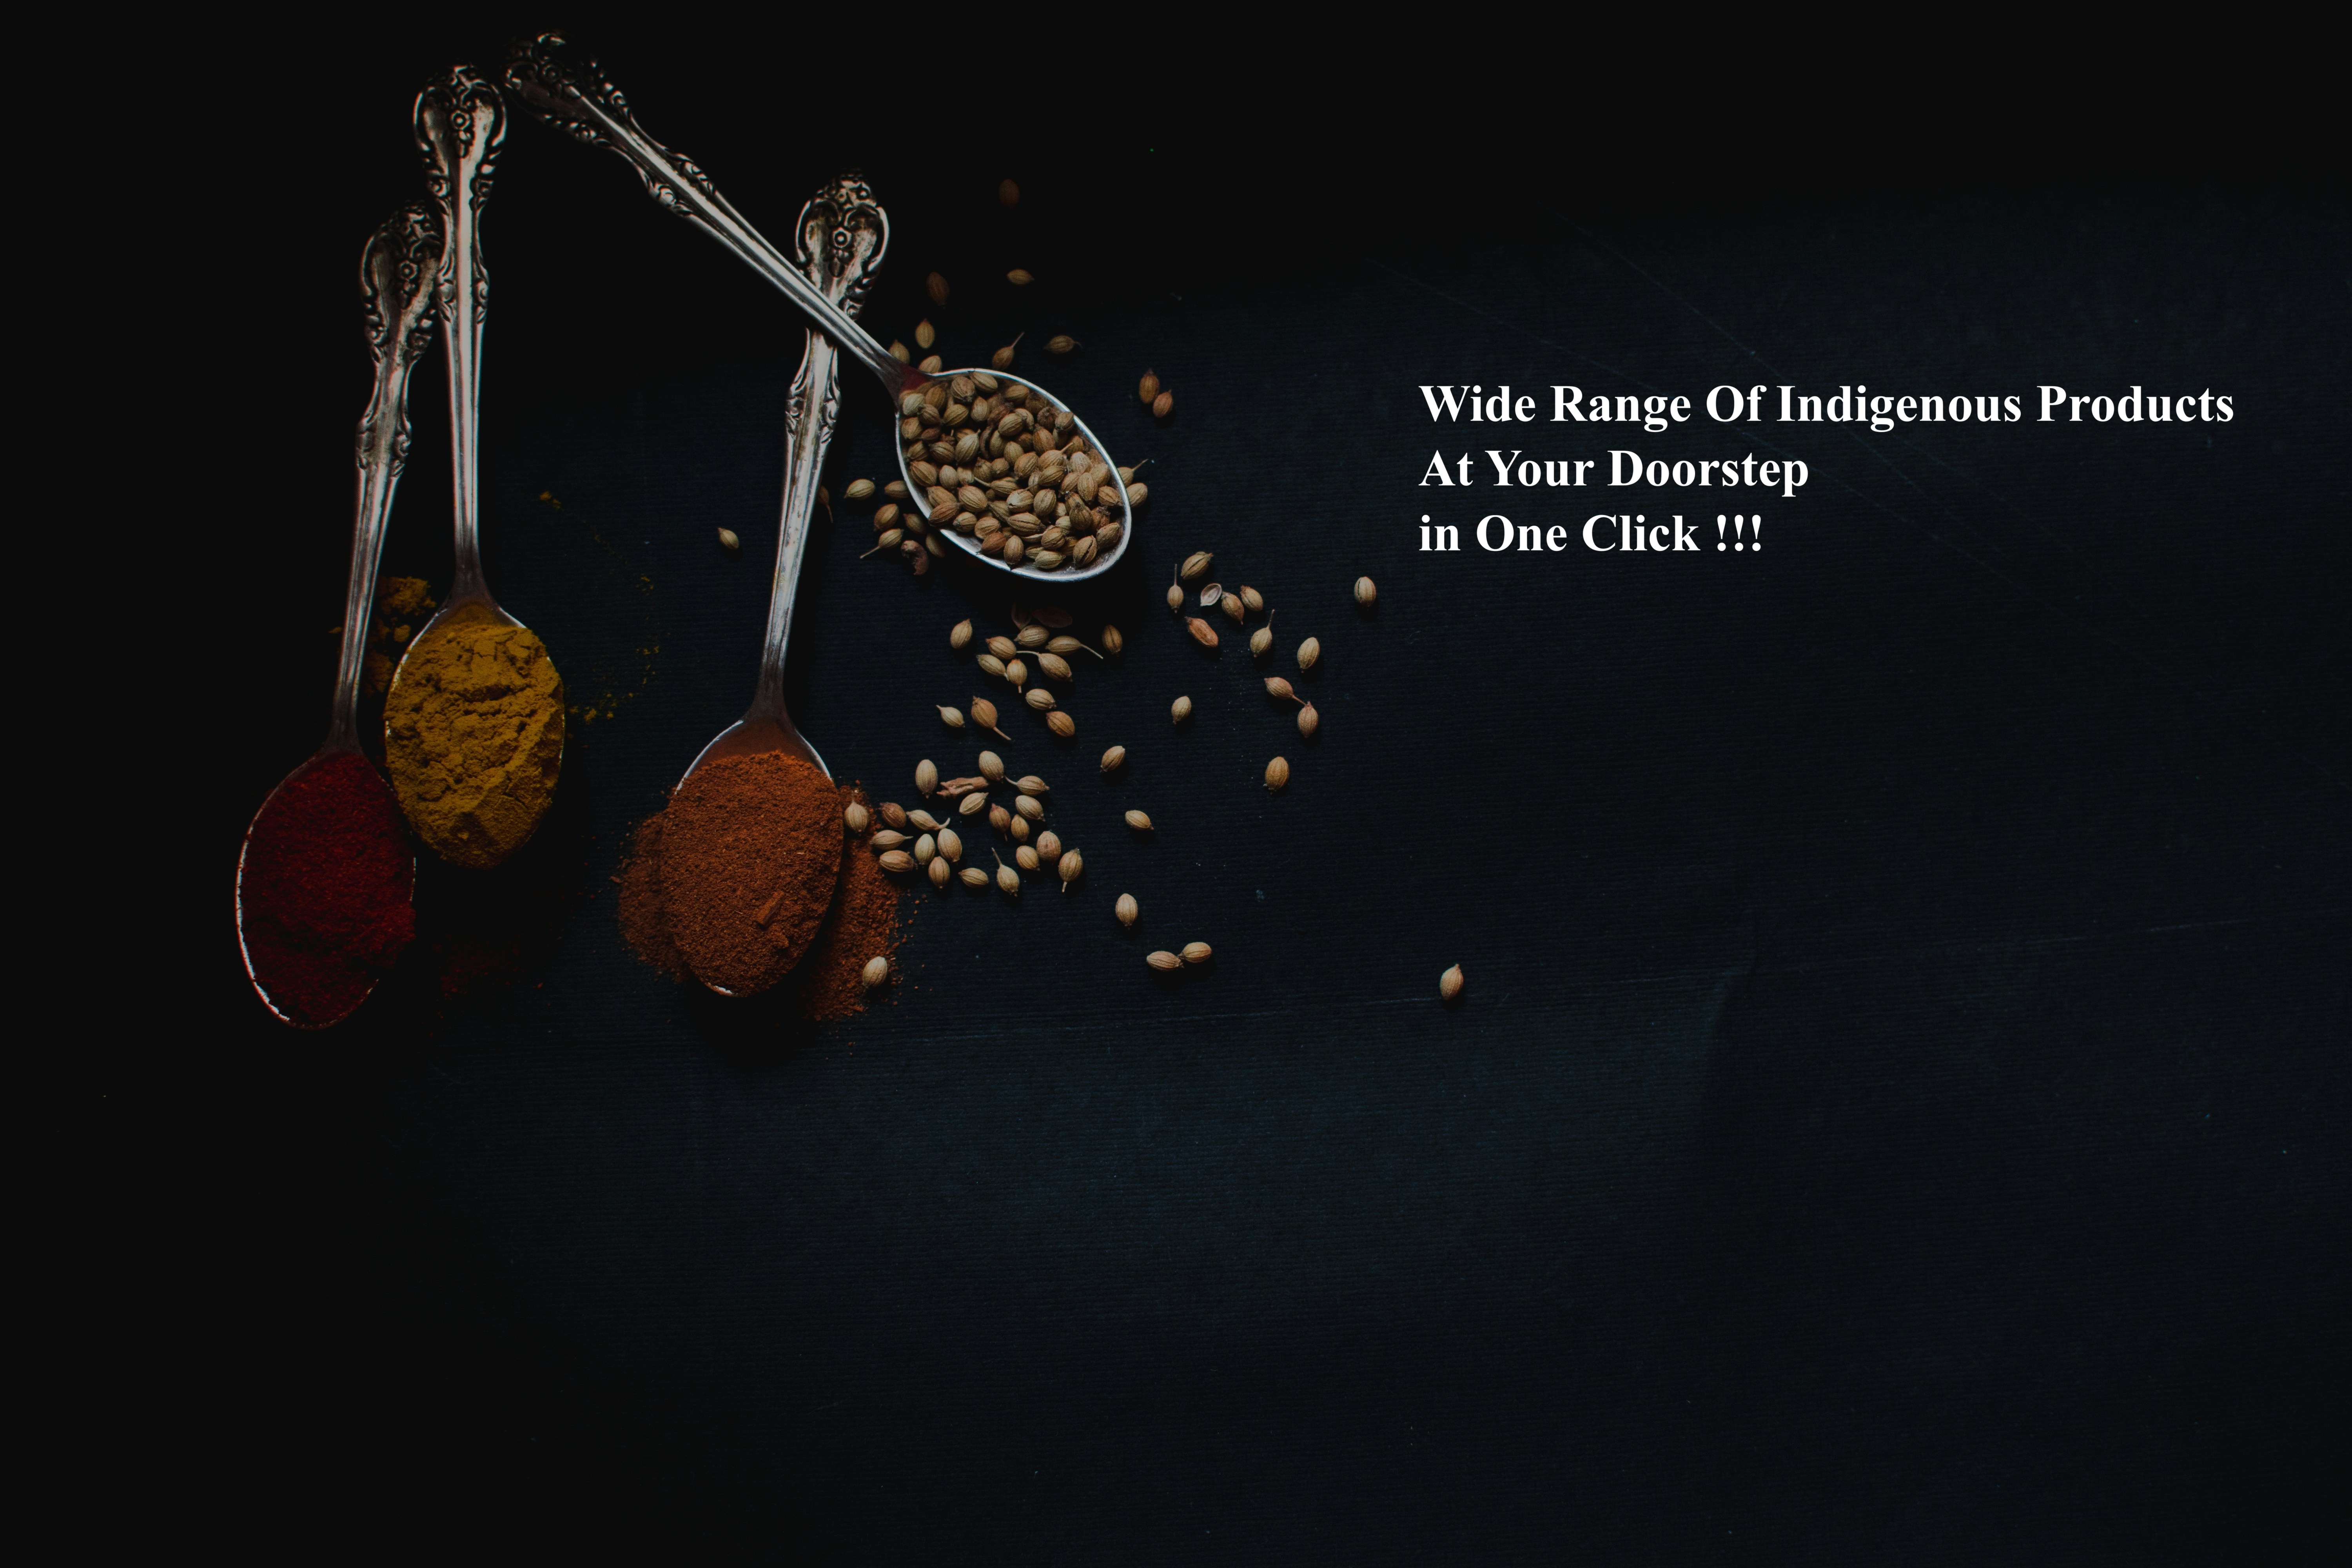 Wide Range Of Indigenous Products
At Your Doorstep
in One Click !!!